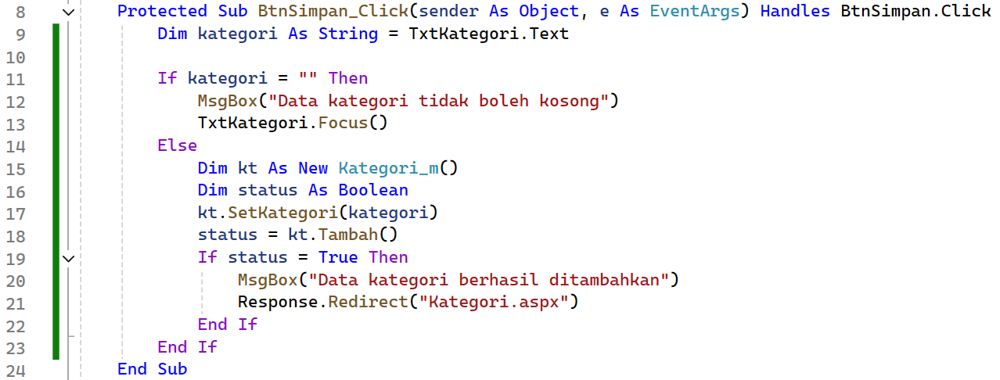 8 Protected Sub BtnSimpan_Click(sender As Object, e As EventArgs) Handles BtnSimpan.Click
9 Dim kategori As String = TxtKategori.Text
10
11 If kategori = "" Then
12 MsgBox("Data kategori tidak boleh kosong")
13 TxtKategori.Focus()
14 Else
15 Dim kt As New Kategori_m()
16 Dim status As Boolean
17 kt.SetKategori(kategori)
18 status = kt.Tambah()
19 If status = True Then
20 MsgBox("Data kategori berhasil ditambahkan")
21 Response.Redirect("Kategori.aspx")
22 End If
23 End If
24 End Sub